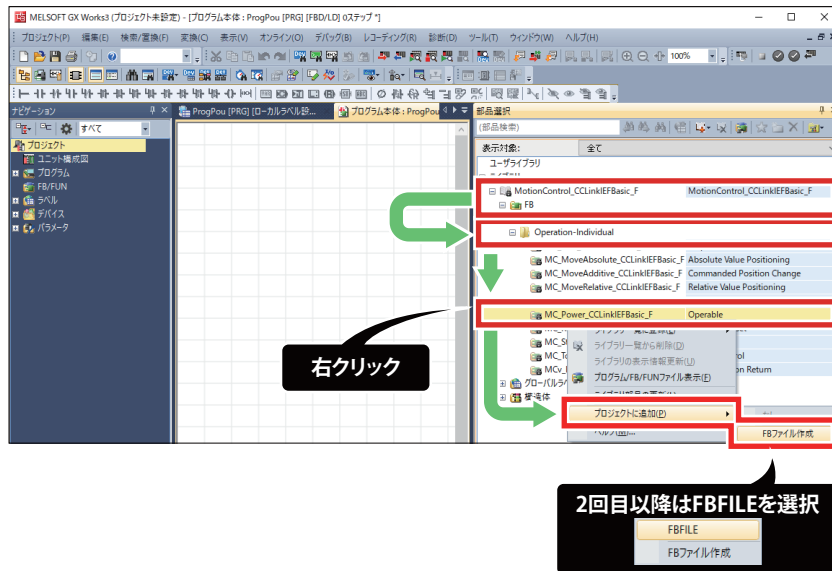 MELSOFT GX Works3 (プロジェクト未設定) - [プログラム本体 : ProgPou [PRG] [FBD/LD] 0ステップ *]
プロジェクト(P) 編集(E) 検索/置換(F) 変換(C) 表示(V) オンライン(O) デバッグ(B) レコーディング(R) 診断(D) ツール(T) ウィンドウ(W) ヘルプ(H)
100%
ナビゲーション
すべて
プロジェクト
ユニット構成図
プログラム
FB/FUN
ラベル
デバイス
パラメータ
ProgPou [PRG] [ローカルラベル設...
プログラム本体 : ProgPou
部品選択
(部品検索)
表示対象: 全て
ユーザライブラリ
MotionControl_CCLinkIEFBasic_F MotionControl_CCLinkIEFBasic_F
FB
Operation-Individual
MC_MoveAbsolute_CCLinkIEFBasic_F Absolute Value Positioning
MC_MoveAdditive_CCLinkIEFBasic_F Commanded Position Change
MC_MoveRelative_CCLinkIEFBasic_F Relative Value Positioning
MC_Power_CCLinkIEFBasic_F Operable
ライブラリ一覧から削除(D)
ライブラリの表示情報更新(U)
プログラム/FB/FUNファイル表示(F)
プロジェクトに追加(P)
FBファイル作成
構造体
右クリック
2回目以降はFBFILEを選択
FBFILE
FBファイル作成